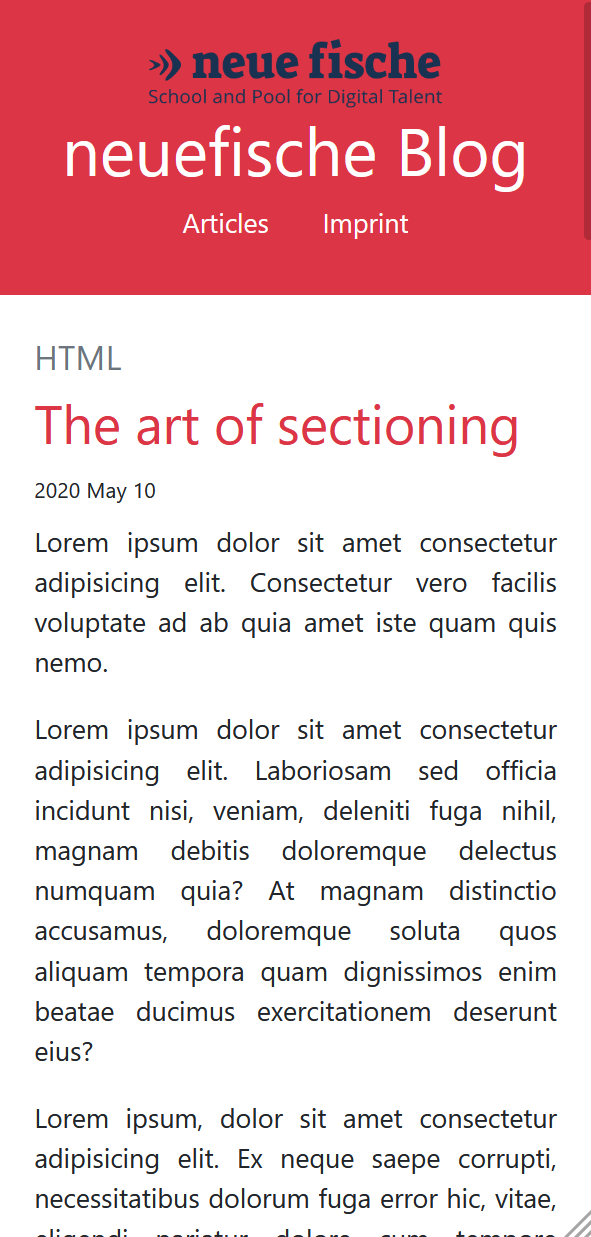 neue fische
School and Pool for Digital Talent
neuefische Blog
Articles Imprint
HTML
The art of sectioning
2020 May 10
Lorem ipsum dolor sit amet consectetur
adipisicing elit. Consectetur vero facilis
voluptate ad ab quia amet iste quam quis
nemo.
Lorem ipsum dolor sit amet consectetur
adipisicing elit. Laboriosam sed officia
incidunt nisi, veniam, deleniti fuga nihil,
magnam debitis doloremque delectus
numquam quia? At magnam distinctio
accusamus, doloremque soluta quos
aliquam tempora quam dignissimos enim
beatae ducimus exercitationem deserunt
eius?
Lorem ipsum, dolor sit amet consectetur
adipisicing elit. Ex neque saepe corrupti,
necessitatibus dolorum fuga error hic, vitae,
eligendi pariatur dolore cum tempore